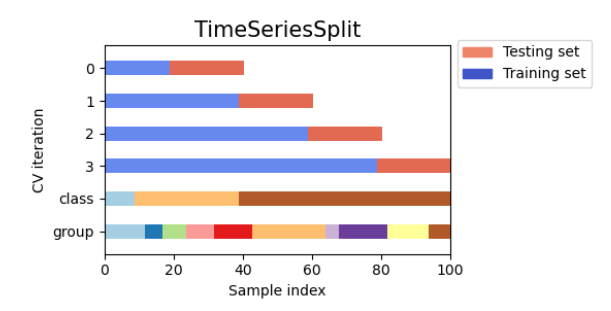 TimeSeriesSplit
Testing set
Training set
CV iteration
0
1
2
3
class
group
0 20 40 60 80 100
Sample index